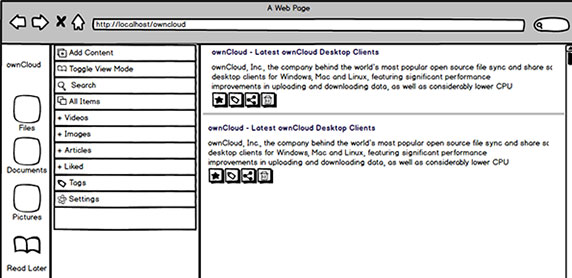 A Web Page
http://localhost/owncloud
ownCloud
Files
Documents
Pictures
Read Later
Add Content
Toggle View Mode
Search
All Items
+ Videos
+ Images
+ Articles
+ Liked
Tags
Settings
ownCloud - Latest ownCloud Desktop Clients
ownCloud, Inc., the company behind the world's most popular open source file sync and share sc
desktop clients for Windows, Mac and Linux, featuring significant performance
improvements in uploading and downloading data, as well as considerably lower CPU
ownCloud - Latest ownCloud Desktop Clients
ownCloud, Inc., the company behind the world's most popular open source file sync and share sc
desktop clients for Windows, Mac and Linux, featuring significant performance
improvements in uploading and downloading data, as well as considerably lower CPU